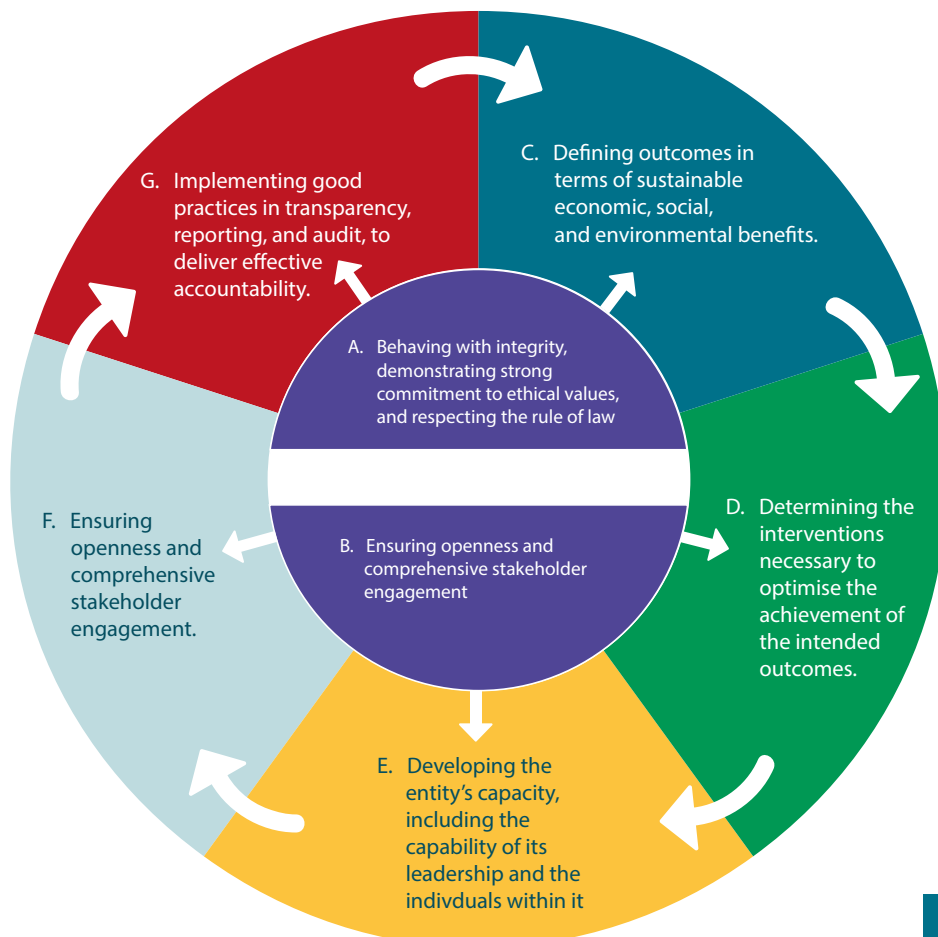 G. Implementing good
practices in transparency,
reporting, and audit, to
deliver effective
accountability.
C. Defining outcomes in
terms of sustainable
economic, social,
and environmental benefits.
A. Behaving with integrity,
demonstrating strong
commitment to ethical values,
and respecting the rule of law
B. Ensuring openness and
comprehensive stakeholder
engagement
D. Determining the
interventions
necessary to
optimise the
achievement of
the intended
outcomes.
F. Ensuring
openness and
comprehensive
stakeholder
engagement.
E. Developing the
entity's capacity,
including the
capability of its
leadership and the
indivduals within it